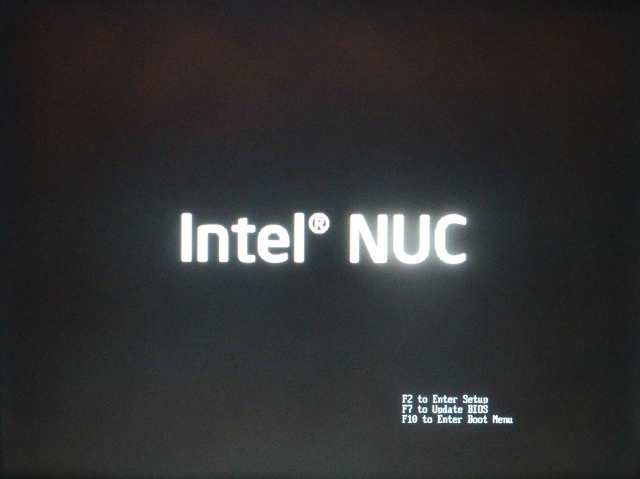 Intel® NUC
F2 to Enter Setup
F7 to Update BIOS
F10 to Enter Boot Menu